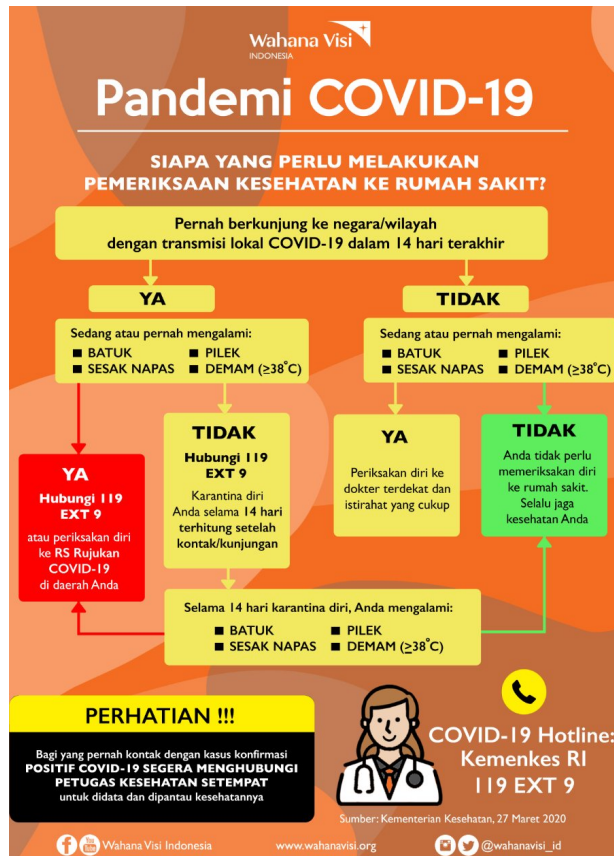 Wahana Visi
INDONESIA
Pandemi COVID-19
SIAPA YANG PERLU MELAKUKAN
PEMERIKSAAN KESEHATAN KE RUMAH SAKIT?
Pernah berkunjung ke negara/wilayah
dengan transmisi lokal COVID-19 dalam 14 hari terakhir
YA
Sedang atau pernah mengalami:
BATUK PILEK
SESAK NAPAS DEMAM (≥38°C)
YA
Hubungi 119
EXT 9
atau periksakan diri
ke RS Rujukan
COVID-19
di daerah Anda
TIDAK
Hubungi 119
EXT 9
Karantina diri
Anda selama 14 hari
terhitung setelah
kontak/kunjungan
TIDAK
Sedang atau pernah mengalami:
BATUK PILEK
SESAK NAPAS DEMAM (≥38°C)
YA
Periksakan diri ke
dokter terdekat dan
istirahat yang cukup
TIDAK
Anda tidak perlu
memeriksakan diri
ke rumah sakit.
Selalu jaga
kesehatan Anda
Selama 14 hari karantina diri, Anda mengalami:
BATUK PILEK
SESAK NAPAS DEMAM (≥38°C)
PERHATIAN !!!
Bagi yang pernah kontak dengan kasus konfirmasi
POSITIF COVID-19 SEGERA MENGHUBUNGI
PETUGAS KESEHATAN SETEMPAT
untuk didata dan dipantau kesehatannya
COVID-19 Hotline:
Kemenkes RI
119 EXT 9
Sumber: Kementerian Kesehatan, 27 Maret 2020
f You Tube Wahana Visi Indonesia
www.wahanavisi.org
@wahanavisi_id